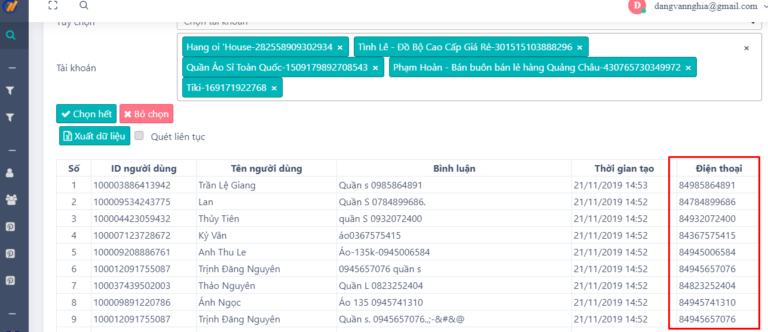 D dangvannghia@gmail.com
Tùy chọn Chọn tài khoản
Tài khoản
Hang oi 'House-282558909302934 × Tình Lê - Đồ Bộ Cao Cấp Giá Rẻ-301515103888296 × ×
Quần Áo Sĩ Toàn Quốc-1509179892708543 × Phạm Hoàn - Bán buôn bán lẻ hàng Quảng Châu-430765730349972 ×
Tiki-169171922768 ×
✔ Chọn hết ✖ Bỏ chọn
Xuất dữ liệu Quét liên tục
Số ID người dùng Tên người dùng Bình luận Thời gian tạo Điện thoại
1 100003886413942 Trần Lệ Giang Quần s 0985864891 21/11/2019 14:53 84985864891
2 100009534243775 Lan Quần S 0784899686. 21/11/2019 14:52 84784899686
3 100004423059432 Thủy Tiên quần S 0932072400 21/11/2019 14:52 84932072400
4 100007123728672 Kỳ Vân áo0367575415 21/11/2019 14:52 84367575415
5 100009208886761 Anh Thu Le Áo-135k-0945006584 21/11/2019 14:52 84945006584
6 100012091755087 Trịnh Đăng Nguyên 0945657076 quần s 21/11/2019 14:52 84945657076
7 100037439502003 Thảo Nguyên Quần L 0823252404 21/11/2019 14:52 84823252404
8 100009891220786 Ánh Ngọc Áo 135 0945741310 21/11/2019 14:52 84945741310
9 100012091755087 Trịnh Đăng Nguyên Quần s. 0945657076.,;-&#&@ 21/11/2019 14:52 84945657076